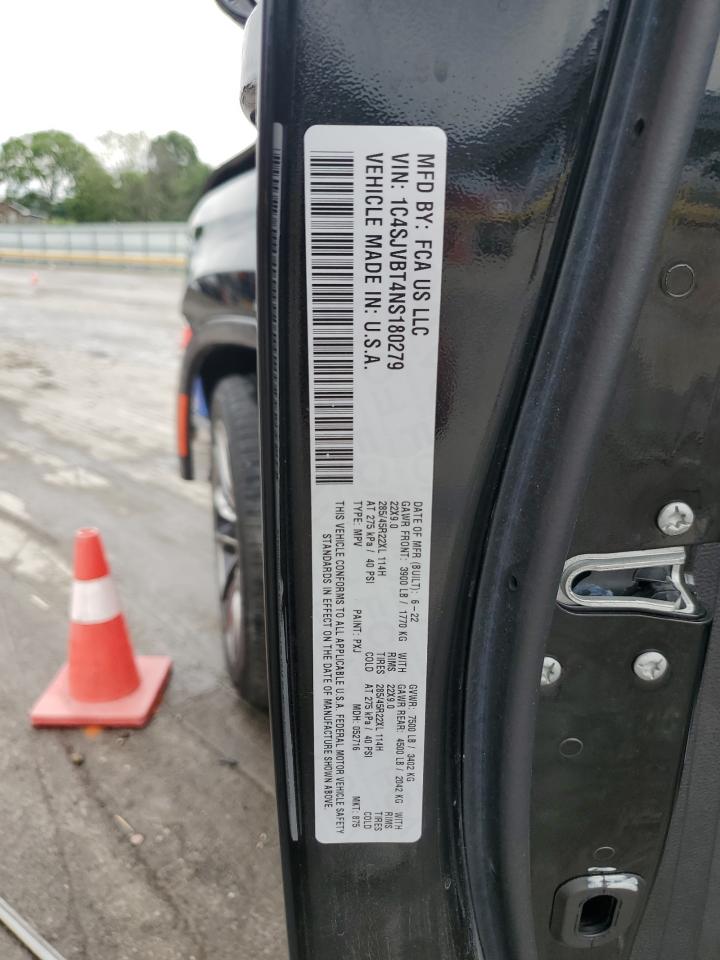 MFD BY: FCA US LLC
VIN: 1C4SJVBT4NS180279
VEHICLE MADE IN: U.S.A.
DATE OF MFR (BUILT): 6-22 GVWR: 7500 LB / 3402 KG
GAWR FRONT: 3900 LB / 1770 KG WITH GAWR REAR: 4500 LB / 2042 KG WITH
22X9.0 RIMS 22X9.0 RIMS
285/45R22XL 114H TIRES 285/45R22XL 114H TIRES
AT 275 kPa / 40 PSI COLD AT 275 kPa / 40 PSI COLD
TYPE: MPV PAINT: PXJ MDH: 052716 MKT: 875
THIS VEHICLE CONFORMS TO ALL APPLICABLE U.S.A. FEDERAL MOTOR VEHICLE SAFETY
STANDARDS IN EFFECT ON THE DATE OF MANUFACTURE SHOWN ABOVE.